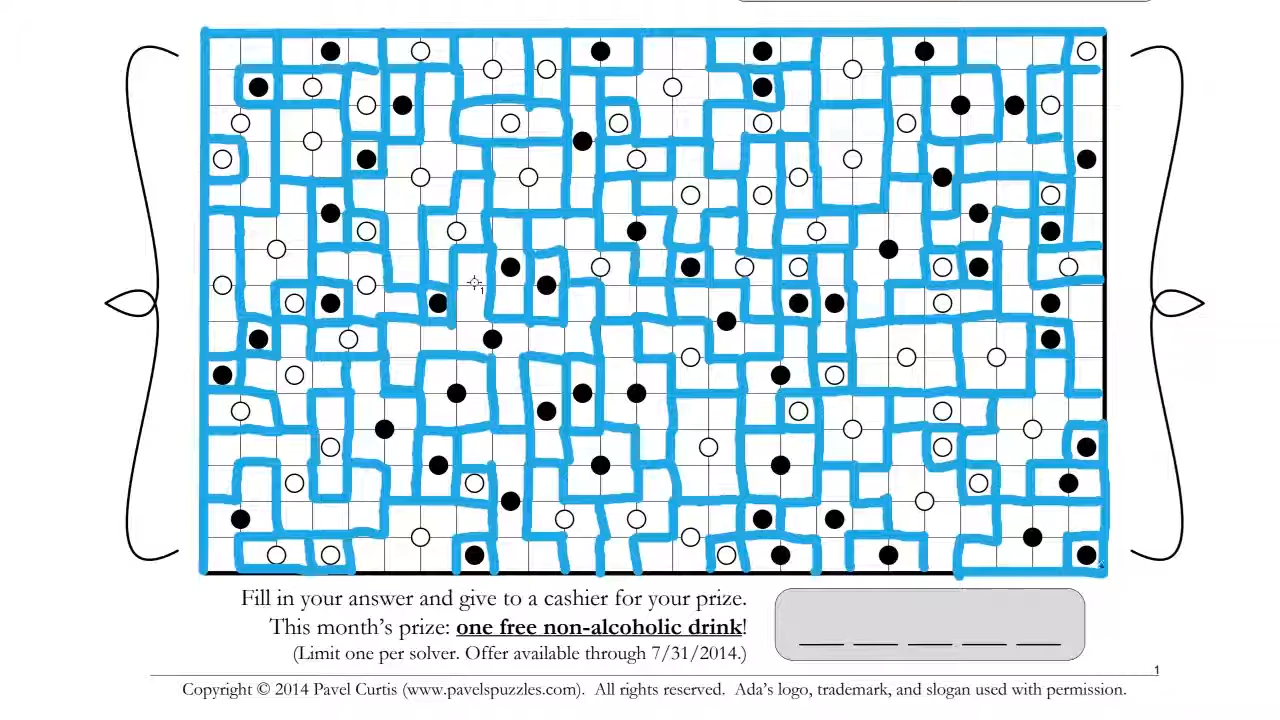 1
Fill in your answer and give to a cashier for your prize.
This month's prize: one free non-alcoholic drink!
(Limit one per solver. Offer available through 7/31/2014.)
1
Copyright © 2014 Pavel Curtis (www.pavelspuzzles.com). All rights reserved. Ada's logo, trademark, and slogan used with permission.